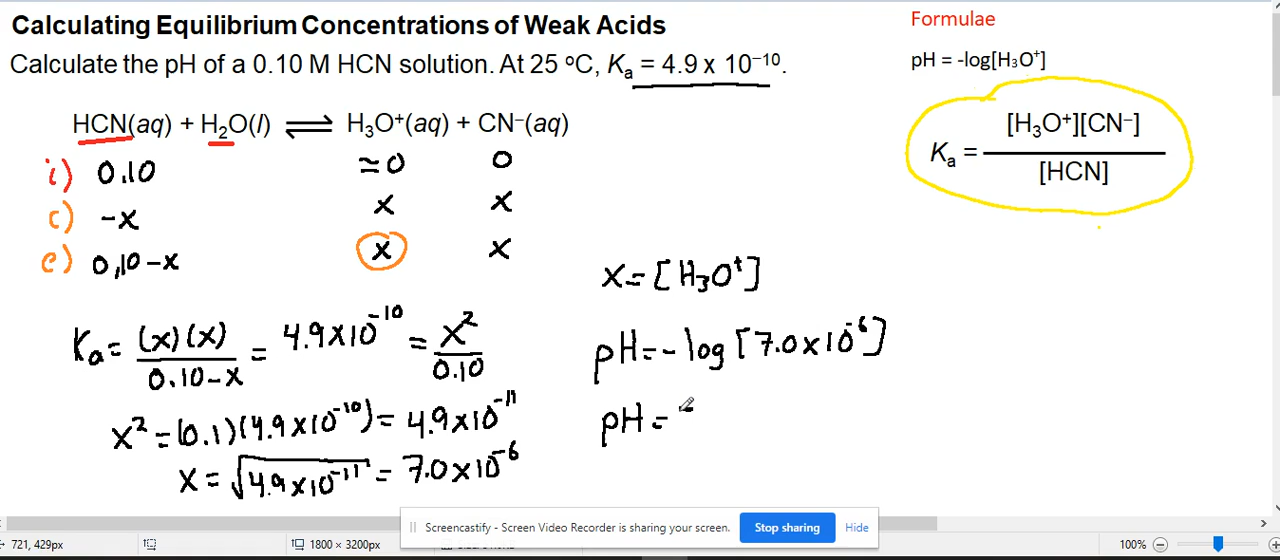 Calculating Equilibrium Concentrations of Weak Acids
Calculate the pH of a 0.10 M HCN solution. At 25 °C, Kₐ = 4.9 x 10⁻¹⁰.
Formulae
pH = -log[H₃O⁺]
Kₐ = [H₃O⁺][CN⁻] / [HCN]
HCN(aq) + H₂O(l) ⇌ H₃O⁺(aq) + CN⁻(aq)
i) 0.10 ≈0 0
c) -x x x
e) 0,10-x x x
Kₐ= (x)(x) / 0.10-x = 4.9x10⁻¹⁰ = x² / 0.10
x² = (0.1)(4.9x10⁻¹⁰) = 4.9x10⁻¹¹
x = √4.9x10⁻¹¹ = 7.0x10⁻⁶
x = [H₃O⁺]
pH = -log[7.0x10⁻⁶]
pH =
Screencastify - Screen Video Recorder is sharing your screen. Stop sharing Hide
721, 429px
1800 × 3200px
100%